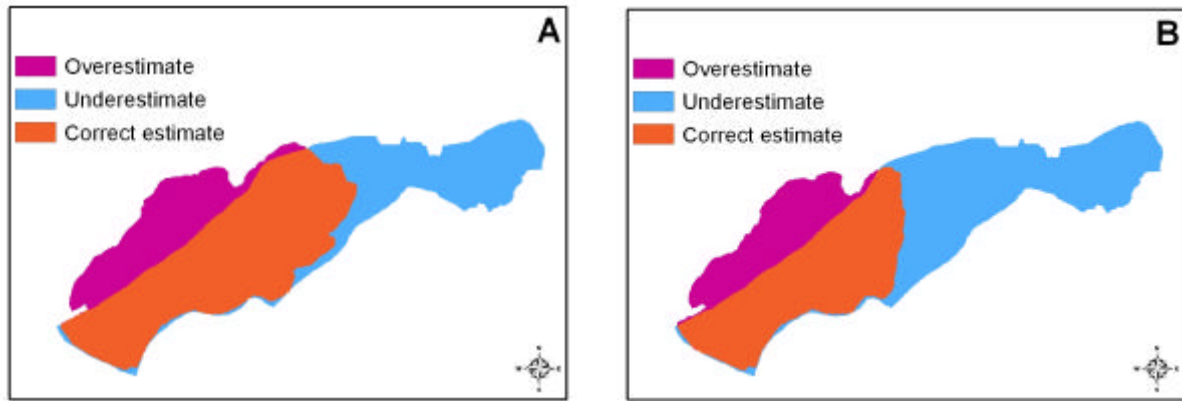 A
Overestimate
Underestimate
Correct estimate
B
Overestimate
Underestimate
Correct estimate